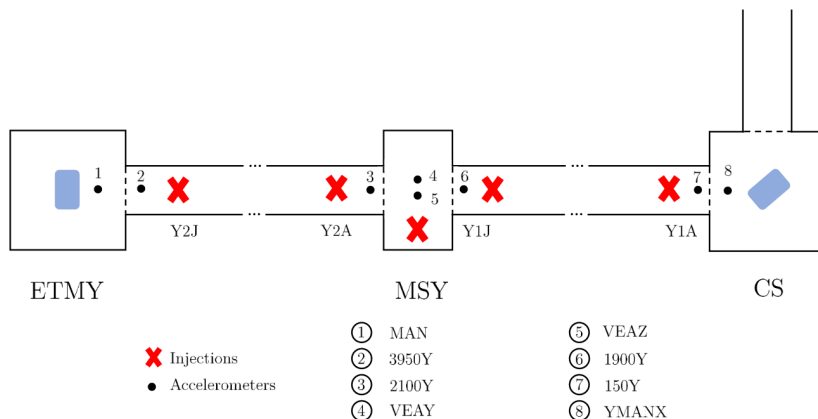 1
2
...
3
4
5
6
...
7
8
Y2J
Y2A
Y1J
Y1A
ETMY
MSY
CS
Injections
Accelerometers
1 MAN
2 3950Y
3 2100Y
4 VEAY
5 VEAZ
6 1900Y
7 150Y
8 YMANX